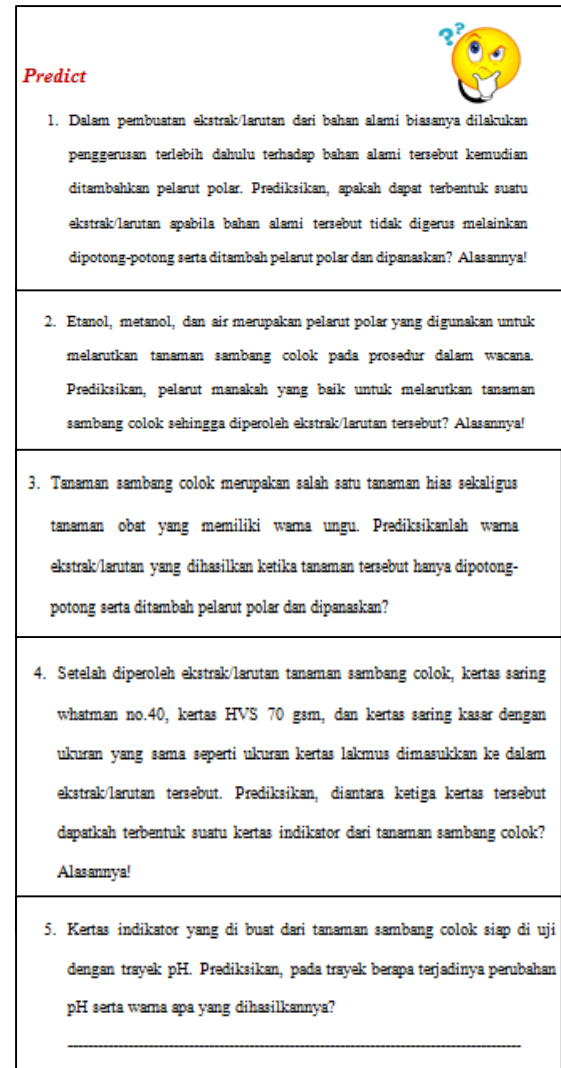 ??
Predict
1. Dalam pembuatan ekstrak/larutan dari bahan alami biasanya dilakukan
penggerusan terlebih dahulu terhadap bahan alami tersebut kemudian
ditambahkan pelarut polar. Prediksikan, apakah dapat terbentuk suatu
ekstrak/larutan apabila bahan alami tersebut tidak digerus melainkan
dipotong-potong serta ditambah pelarut polar dan dipanaskan? Alasannya!
2. Etanol, metanol, dan air merupakan pelarut polar yang digunakan untuk
melarutkan tanaman sambang colok pada prosedur dalam wacana.
Prediksikan, pelarut manakah yang baik untuk melarutkan tanaman
sambang colok sehingga diperoleh ekstrak/larutan tersebut? Alasannya!
3. Tanaman sambang colok merupakan salah satu tanaman hias sekaligus
tanaman obat yang memiliki warna ungu. Prediksikanlah warna
ekstrak/larutan yang dihasilkan ketika tanaman tersebut hanya dipotong-
potong serta ditambah pelarut polar dan dipanaskan?
4. Setelah diperoleh ekstrak/larutan tanaman sambang colok, kertas saring
whatman no.40, kertas HVS 70 gsm, dan kertas saring kasar dengan
ukuran yang sama seperti ukuran kertas lakmus dimasukkan ke dalam
ekstrak/larutan tersebut. Prediksikan, diantara ketiga kertas tersebut
dapatkah terbentuk suatu kertas indikator dari tanaman sambang colok?
Alasannya!
5. Kertas indikator yang di buat dari tanaman sambang colok siap di uji
dengan trayek pH. Prediksikan, pada trayek berapa terjadinya perubahan
pH serta warna apa yang dihasilkannya?